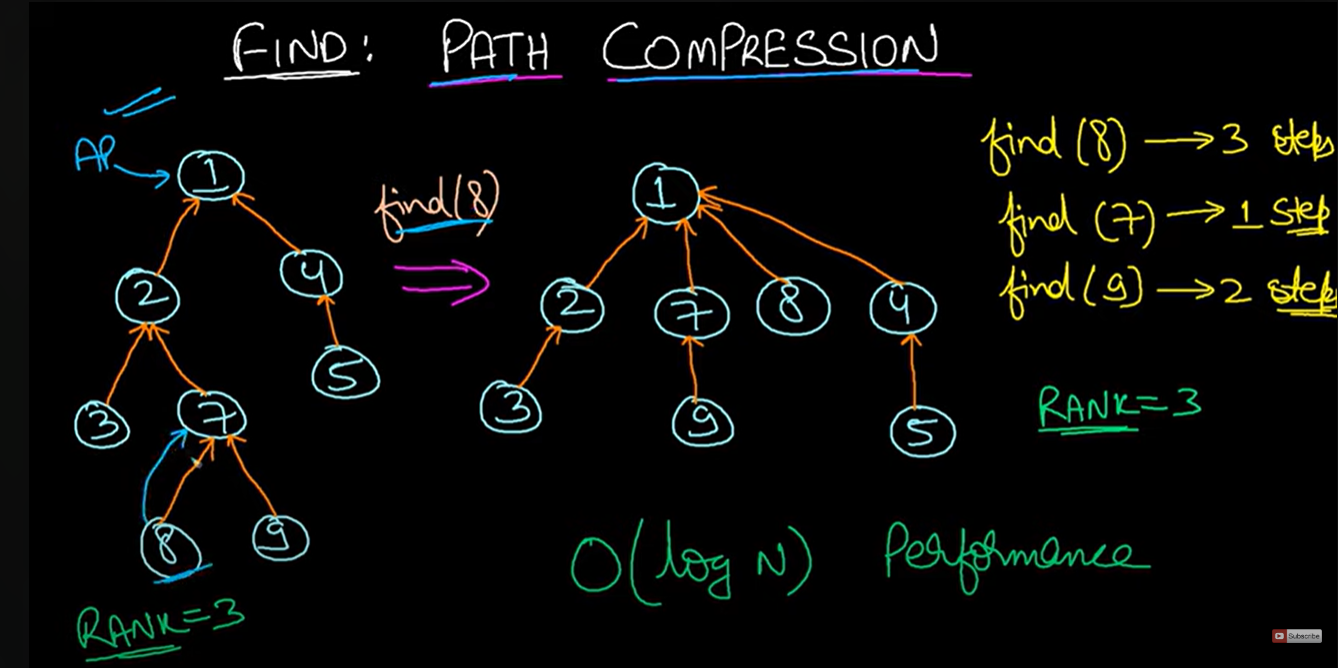 FIND: PATH COMPRESSION
AP
1
2
4
3
7
5
8
9
RANK=3
find(8)
1
2
7
8
4
3
9
5
find (8) → 3 steps
find (7) → 1 step
find (9) → 2 steps
RANK=3
O(log N) Performance
Subscribe